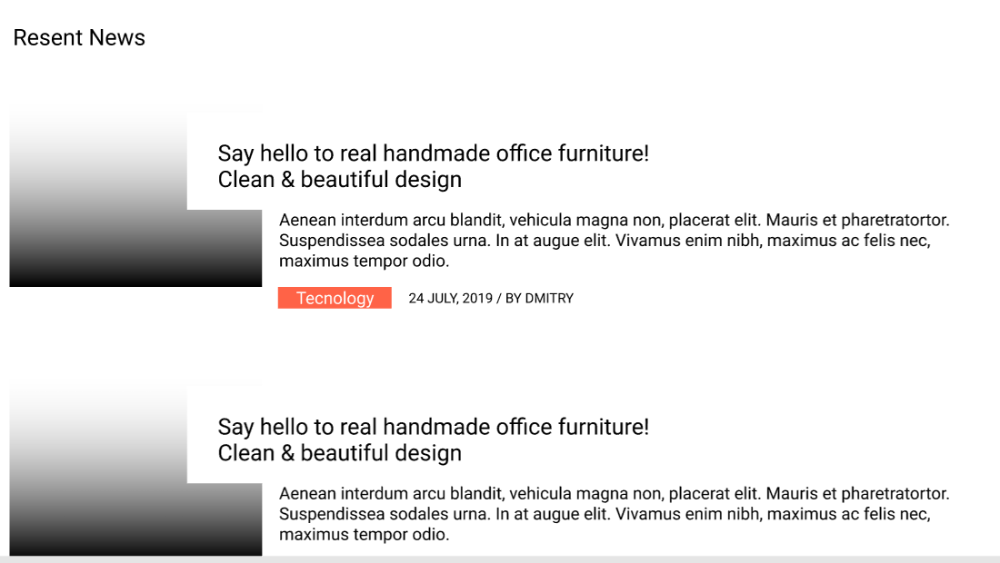 Resent News
Say hello to real handmade office furniture!
Clean & beautiful design
Aenean interdum arcu blandit, vehicula magna non, placerat elit. Mauris et pharetratortor.
Suspendissea sodales urna. In at augue elit. Vivamus enim nibh, maximus ac felis nec,
maximus tempor odio.
Tecnology 24 JULY, 2019 / BY DMITRY
Say hello to real handmade office furniture!
Clean & beautiful design
Aenean interdum arcu blandit, vehicula magna non, placerat elit. Mauris et pharetratortor.
Suspendissea sodales urna. In at augue elit. Vivamus enim nibh, maximus ac felis nec,
maximus tempor odio.